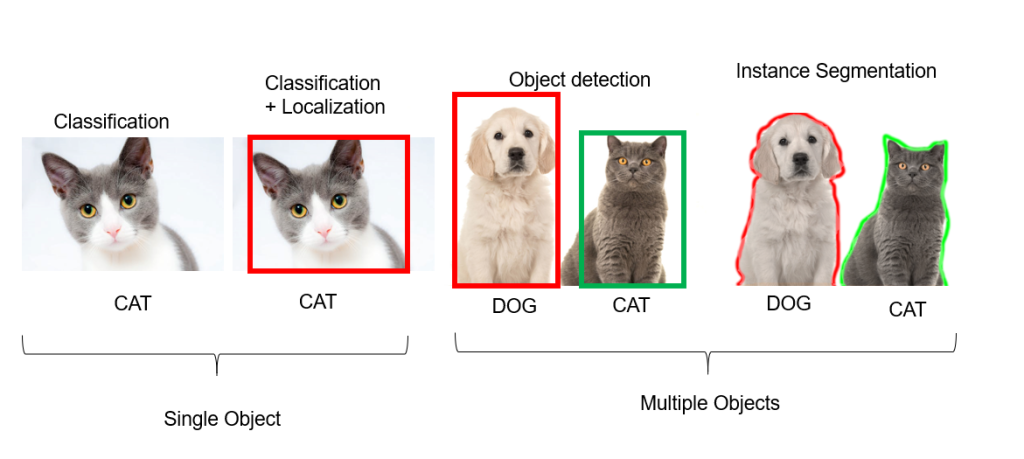 Classification
Classification
+ Localization
Object detection
Instance Segmentation
CAT
CAT
DOG
CAT
DOG
CAT
Single Object
Multiple Objects